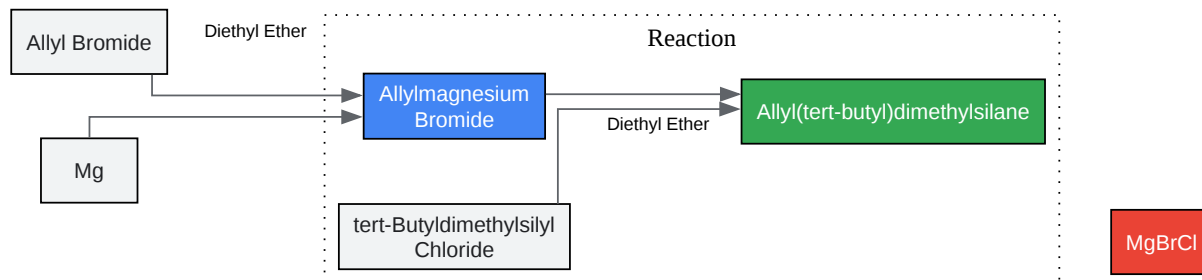 Allyl Bromide
Diethyl Ether
Reaction
Allylmagnesium
Bromide
Allyl(tert-butyl)dimethylsilane
Diethyl Ether
Mg
tert-Butyldimethylsilyl
Chloride
MgBrCl